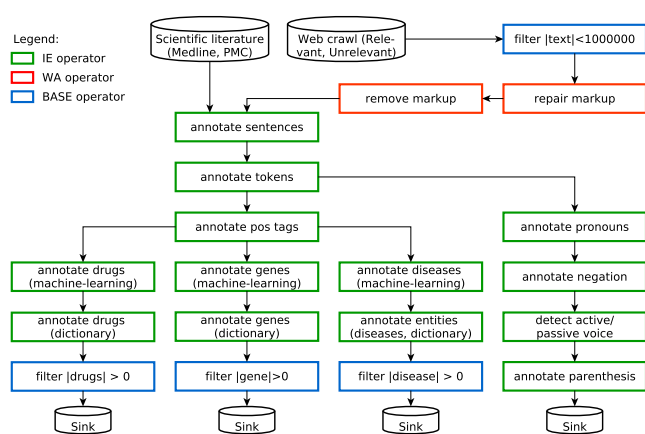 Legend:
IE operator
WA operator
BASE operator
Scientific literature
(Medline, PMC)
Web crawl (Rele-
vant, Unrelevant)
filter |text|<1000000
remove markup
repair markup
annotate sentences
annotate tokens
annotate pos tags
annotate pronouns
annotate drugs
(machine-learning)
annotate genes
(machine-learning)
annotate diseases
(machine-learning)
annotate negation
annotate drugs
(dictionary)
annotate genes
(dictionary)
annotate entities
(diseases, dictionary)
detect active/
passive voice
filter |drugs| > 0
filter |gene|>0
filter |disease| > 0
annotate parenthesis
Sink
Sink
Sink
Sink